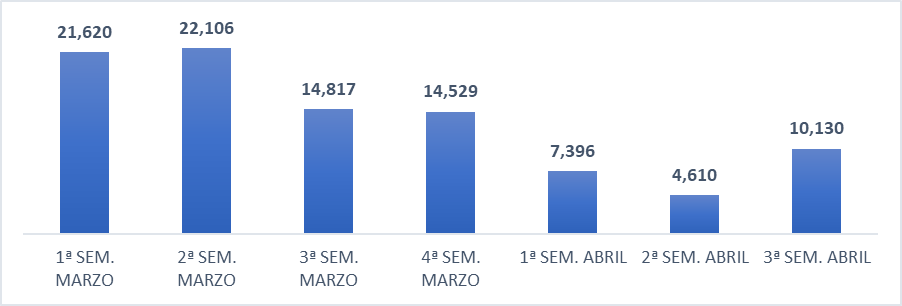 21,620
22,106
14,817
14,529
7,396
4,610
10,130
1ª SEM.
MARZO
2ª SEM.
MARZO
3ª SEM.
MARZO
4ª SEM.
MARZO
1ª SEM. ABRIL
2ª SEM. ABRIL
3ª SEM. ABRIL